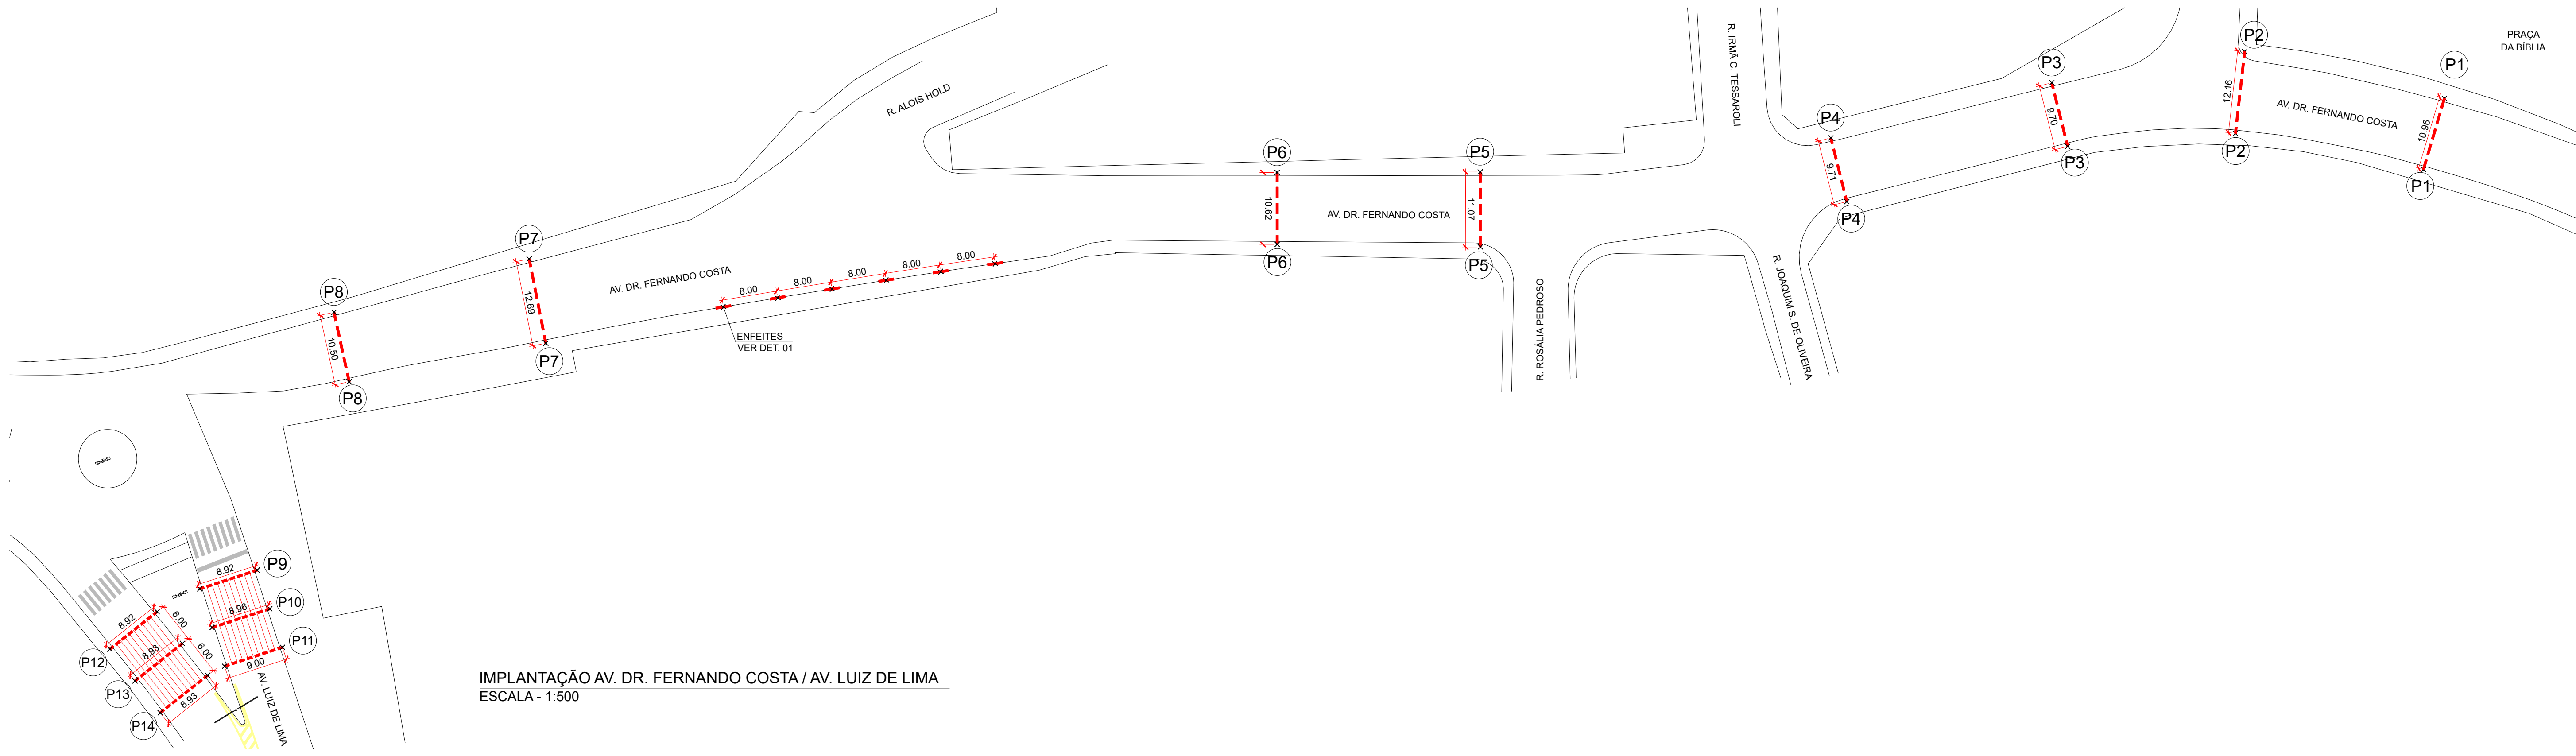 PRAÇA
DA BÍBLIA
P1
P1
10.96
AV. DR. FERNANDO COSTA
P2
P2
12.16
P3
P3
9.70
P4
P4
9.71
R. IRMÃ C. TESSAROLI
R. JOAQUIM S. DE OLIVEIRA
R. ROSÁLIA PEDROSO
P5
P5
11.07
AV. DR. FERNANDO COSTA
P6
P6
10.62
R. ALOIS HOLD
8.00
8.00
8.00
8.00
8.00
ENFEITES
VER DET. 01
AV. DR. FERNANDO COSTA
P7
P7
12.69
P8
P8
10.50
P9
8.92
P10
8.96
P11
9.00
6.00
6.00
P12
8.92
P13
8.93
P14
8.93
AV. LUIZ DE LIMA
IMPLANTAÇÃO AV. DR. FERNANDO COSTA / AV. LUIZ DE LIMA
ESCALA - 1:500